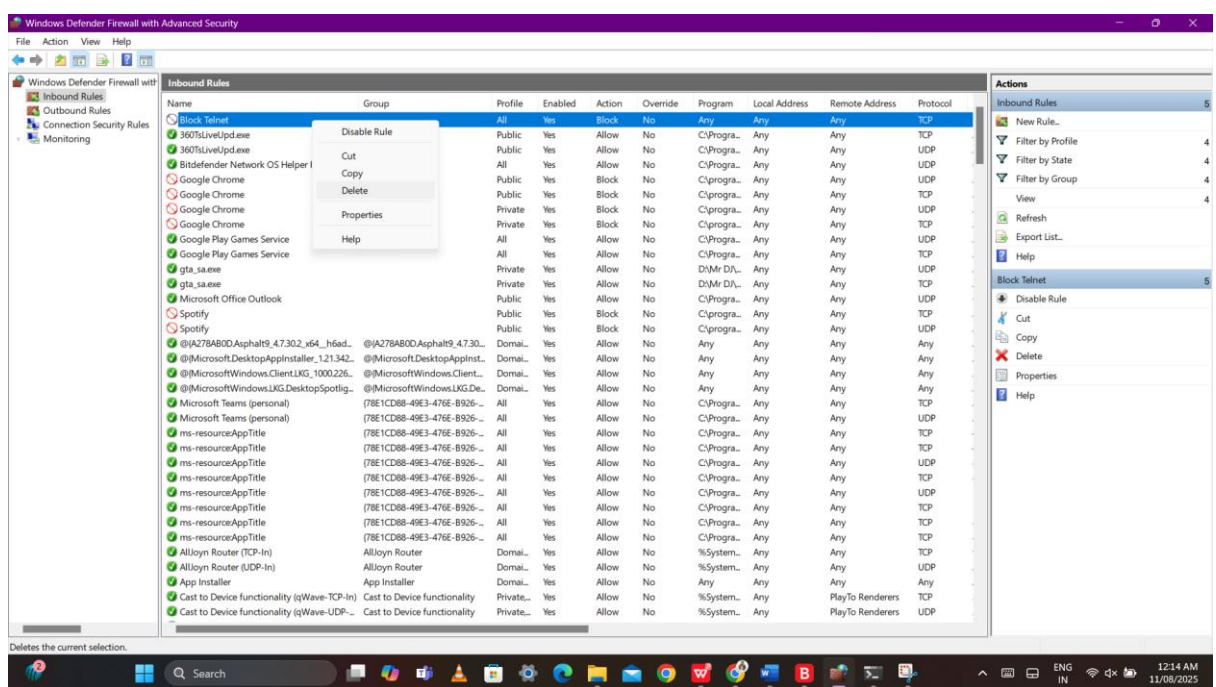 Windows Defender Firewall with Advanced Security
File Action View Help
Windows Defender Firewall with
Inbound Rules
Outbound Rules
Connection Security Rules
Monitoring
Inbound Rules
Name Group Profile Enabled Action Override Program Local Address Remote Address Protocol
Block Telnet All Yes Block No Any Any Any TCP
360TsLiveUpd.exe Public Yes Allow No C:\Progra... Any Any TCP
360TsLiveUpd.exe Public Yes Allow No C:\Progra... Any Any UDP
Bitdefender Network OS Helper All Yes Allow No C:\Progra... Any Any UDP
Google Chrome Public Yes Block No C:\progra... Any Any UDP
Google Chrome Public Yes Block No C:\progra... Any Any TCP
Google Chrome Private Yes Block No C:\progra... Any Any UDP
Google Chrome Private Yes Block No C:\progra... Any Any TCP
Google Play Games Service All Yes Allow No C:\Progra... Any Any UDP
Google Play Games Service All Yes Allow No C:\Progra... Any Any TCP
gta_sa.exe Private Yes Allow No D:\Mr DJ\... Any Any UDP
gta_sa.exe Private Yes Allow No D:\Mr DJ\... Any Any TCP
Microsoft Office Outlook Public Yes Allow No C:\Progra... Any Any UDP
Spotify Public Yes Block No C:\progra... Any Any TCP
Spotify Public Yes Block No C:\progra... Any Any UDP
@{A278AB0D.Asphalt9_4.7.30.2_x64__h6ad... @{A278AB0D.Asphalt9_4.7.30... Domai... Yes Allow No Any Any Any Any
@{Microsoft.DesktopAppInstaller_1.21.342... @{Microsoft.DesktopAppInst... Domai... Yes Allow No Any Any Any Any
@{MicrosoftWindows.Client.LKG_1000.226... @{MicrosoftWindows.Client... Domai... Yes Allow No Any Any Any Any
@{MicrosoftWindows.LKG.DesktopSpotlig... @{MicrosoftWindows.LKG.De... Domai... Yes Allow No Any Any Any Any
Microsoft Teams (personal) {78E1CD88-49E3-476E-B926-... All Yes Allow No C:\Progra... Any Any TCP
Microsoft Teams (personal) {78E1CD88-49E3-476E-B926-... All Yes Allow No C:\Progra... Any Any UDP
ms-resource:AppTitle {78E1CD88-49E3-476E-B926-... All Yes Allow No C:\Progra... Any Any TCP
ms-resource:AppTitle {78E1CD88-49E3-476E-B926-... All Yes Allow No C:\Progra... Any Any UDP
ms-resource:AppTitle {78E1CD88-49E3-476E-B926-... All Yes Allow No C:\Progra... Any Any UDP
ms-resource:AppTitle {78E1CD88-49E3-476E-B926-... All Yes Allow No C:\Progra... Any Any TCP
ms-resource:AppTitle {78E1CD88-49E3-476E-B926-... All Yes Allow No C:\Progra... Any Any UDP
ms-resource:AppTitle {78E1CD88-49E3-476E-B926-... All Yes Allow No C:\Progra... Any Any TCP
ms-resource:AppTitle {78E1CD88-49E3-476E-B926-... All Yes Allow No C:\Progra... Any Any UDP
ms-resource:AppTitle {78E1CD88-49E3-476E-B926-... All Yes Allow No C:\Progra... Any Any TCP
AllJoyn Router (TCP-In) AllJoyn Router Domai... Yes Allow No %System... Any Any TCP
AllJoyn Router (UDP-In) AllJoyn Router Domai... Yes Allow No %System... Any Any UDP
App Installer App Installer Domai... Yes Allow No Any Any Any Any
Cast to Device functionality (qWave-TCP-In) Cast to Device functionality Private,... Yes Allow No %System... Any PlayTo Renderers TCP
Cast to Device functionality (qWave-UDP-... Cast to Device functionality Private,... Yes Allow No %System... Any PlayTo Renderers UDP
Disable Rule
Cut
Copy
Delete
Properties
Help
Actions
Inbound Rules
New Rule...
Filter by Profile
Filter by State
Filter by Group
View
Refresh
Export List...
Help
Block Telnet
Disable Rule
Cut
Copy
Delete
Properties
Help
Deletes the current selection.
2
Search
W
B
ENG
IN
12:14 AM
11/08/2025